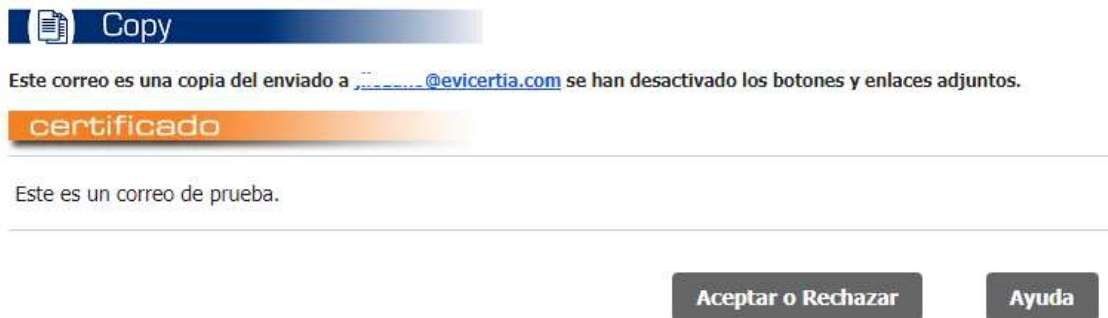 Copy
Este correo es una copia del enviado a @evicertia.com se han desactivado los botones y enlaces adjuntos.
certificado
Este es un correo de prueba.
Aceptar o Rechazar
Ayuda